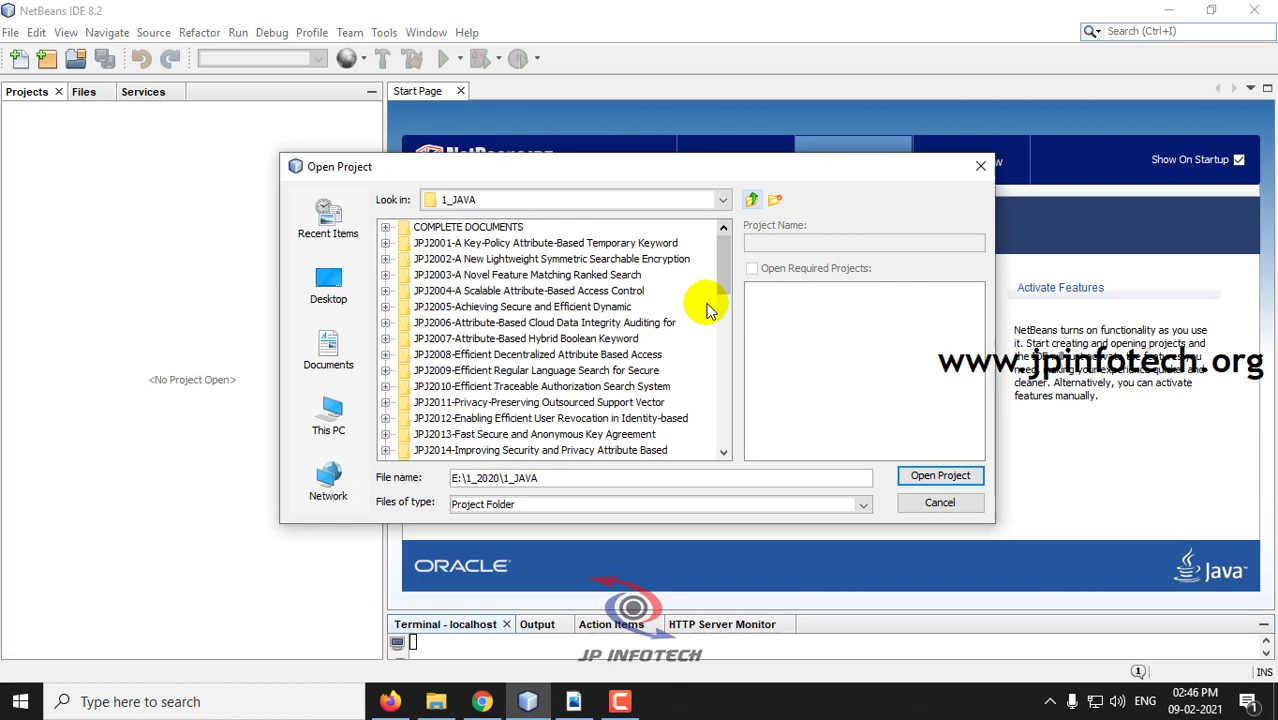 NetBeans IDE 8.2
File Edit View Navigate Source Refactor Run Debug Profile Team Tools Window Help
Search (Ctrl+I)
Projects Files Services
Start Page
Show On Startup
Open Project
Look in: 1_JAVA
Recent Items
Desktop
Documents
This PC
Network
COMPLETE DOCUMENTS
JPJ2001-A Key-Policy Attribute-Based Temporary Keyword
JPJ2002-A New Lightweight Symmetric Searchable Encryption
JPJ2003-A Novel Feature Matching Ranked Search
JPJ2004-A Scalable Attribute-Based Access Control
JPJ2005-Achieving Secure and Efficient Dynamic
JPJ2006-Attribute-Based Cloud Data Integrity Auditing for
JPJ2007-Attribute-Based Hybrid Boolean Keyword
JPJ2008-Efficient Decentralized Attribute Based Access
JPJ2009-Efficient Regular Language Search for Secure
JPJ2010-Efficient Traceable Authorization Search System
JPJ2011-Privacy-Preserving Outsourced Support Vector
JPJ2012-Enabling Efficient User Revocation in Identity-based
JPJ2013-Fast Secure and Anonymous Key Agreement
JPJ2014-Improving Security and Privacy Attribute Based
Project Name:
Open Required Projects:
File name: E:\1_2020\1_JAVA
Open Project
Files of type: Project Folder
Cancel
<No Project Open>
Activate Features
NetBeans turns on functionality as you
use it. Start creating and opening projects and
cleaner. Alternatively, you can activate
features manually.
www.jpinfotech.org
ORACLE
Java
Terminal - localhost Output Action Items HTTP Server Monitor
JP INFOTECH
1
INS
Type here to search
ENG
02:46 PM
09-02-2021
1